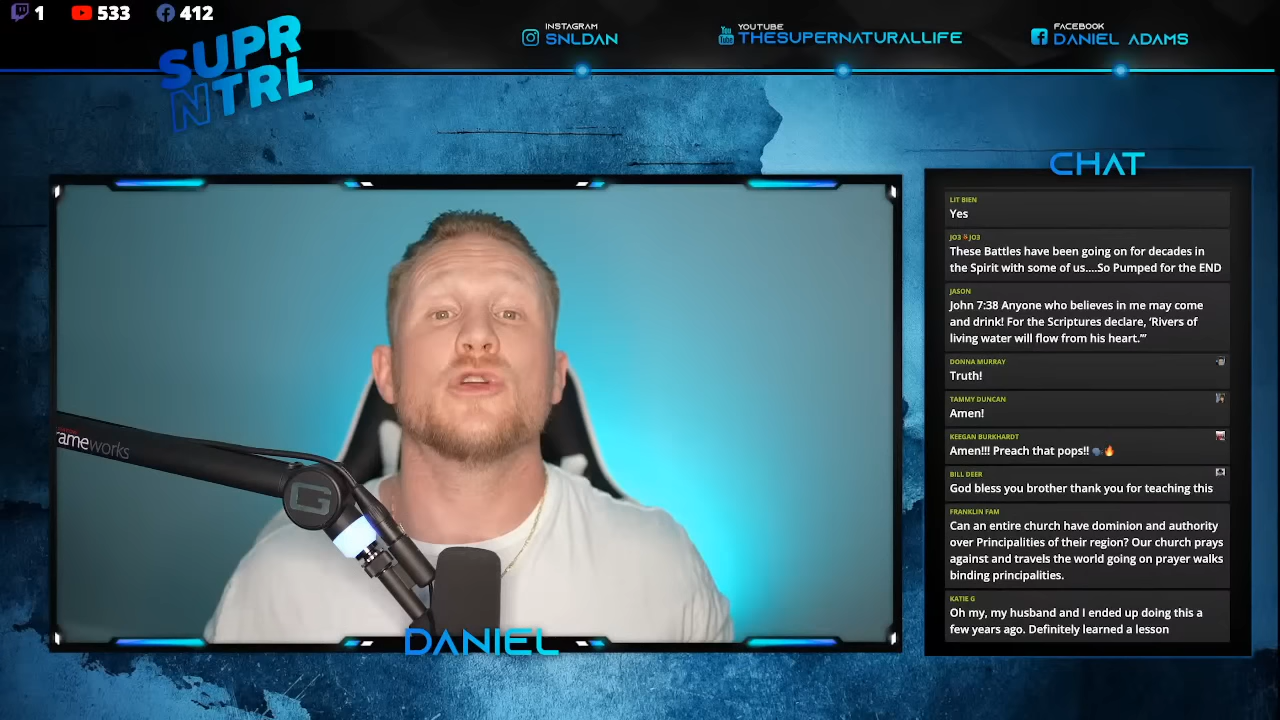 1 533 412
SUPR
NTRL
INSTAGRAM
SNLDAN
YOUTUBE
THESUPERNATURALLIFE
FACEBOOK
DANIEL ADAMS
CHAT
LIT BIEN
Yes
JO3 JO3
These Battles have been going on for decades in
the Spirit with some of us....So Pumped for the END
JASON
John 7:38 Anyone who believes in me may come
and drink! For the Scriptures declare, ‘Rivers of
living water will flow from his heart.’”
DONNA MURRAY
Truth!
TAMMY DUNCAN
Amen!
KEEGAN BURKHARDT
Amen!!! Preach that pops!! 🗣🔥
BILL DEER
God bless you brother thank you for teaching this
FRANKLIN FAM
Can an entire church have dominion and authority
over Principalities of their region? Our church prays
against and travels the world going on prayer walks
binding principalities.
KATIE G
Oh my, my husband and I ended up doing this a
few years ago. Definitely learned a lesson
rameworks
G
DANIEL